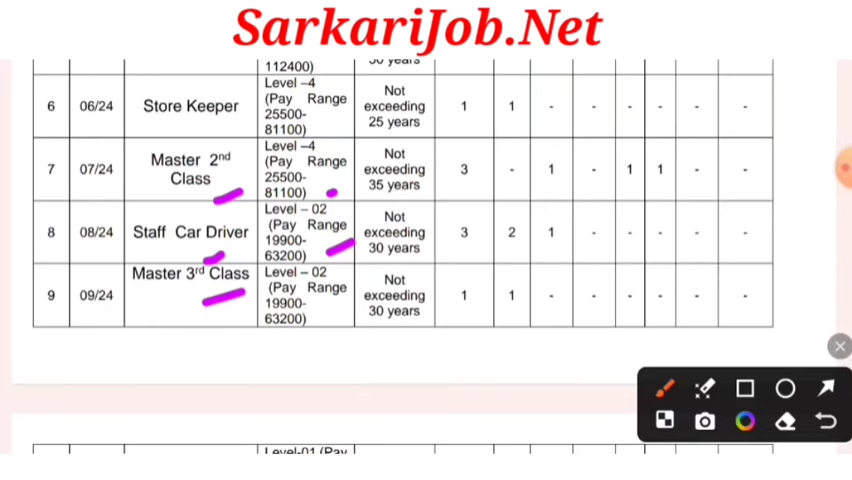 SarkariJob.Net
112400)
30 years
6 06/24 Store Keeper Level –4 (Pay Range 25500-81100) Not exceeding 25 years 1 1 - - - - - -
7 07/24 Master 2nd Class Level –4 (Pay Range 25500-81100) Not exceeding 35 years 3 - 1 - 1 1 - -
8 08/24 Staff Car Driver Level – 02 (Pay Range 19900-63200) Not exceeding 30 years 3 2 1 - - - - -
9 09/24 Master 3rd Class Level – 02 (Pay Range 19900-63200) Not exceeding 30 years 1 1 - - - - - -
Level-01 (Pay